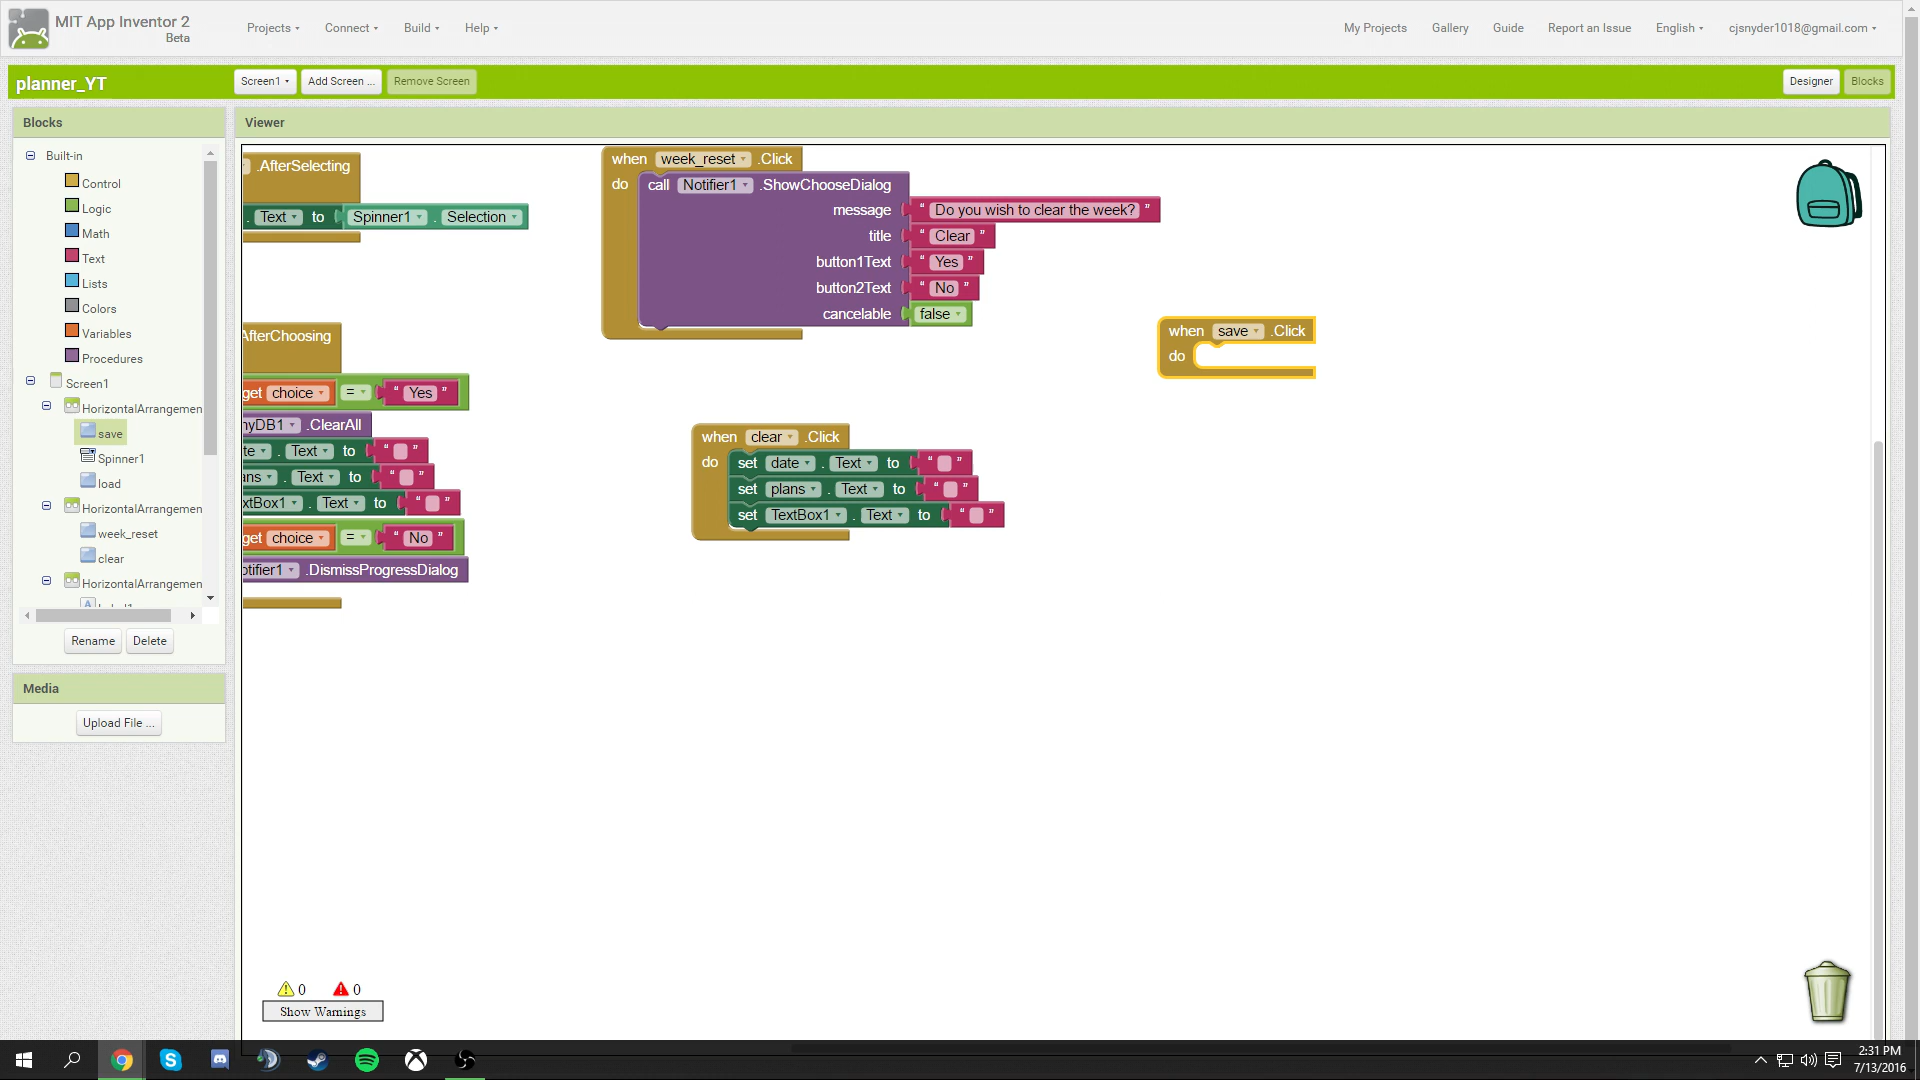 MIT App Inventor 2
Beta
Projects Connect Build Help
My Projects Gallery Guide Report an Issue English cjsnyder1018@gmail.com
planner_YT
Screen1 Add Screen ... Remove Screen
Designer Blocks
Blocks
Built-in
Control
Logic
Math
Text
Lists
Colors
Variables
Procedures
Screen1
HorizontalArrangemen
save
Spinner1
load
HorizontalArrangemen
week_reset
clear
HorizontalArrangemen
Rename Delete
Media
Upload File ...
Viewer
.AfterSelecting
. Text to Spinner1 . Selection
AfterChoosing
get choice = " Yes "
nyDB1 .ClearAll
te . Text to " "
ans . Text to " "
xtBox1 . Text to " "
get choice = " No "
otifier1 .DismissProgressDialog
when week_reset .Click
do call Notifier1 .ShowChooseDialog
message " Do you wish to clear the week? "
title " Clear "
button1Text " Yes "
button2Text " No "
cancelable false
when save .Click
do
when clear .Click
do set date . Text to " "
set plans . Text to " "
set TextBox1 . Text to " "
0 0
Show Warnings
2:31 PM
7/13/2016